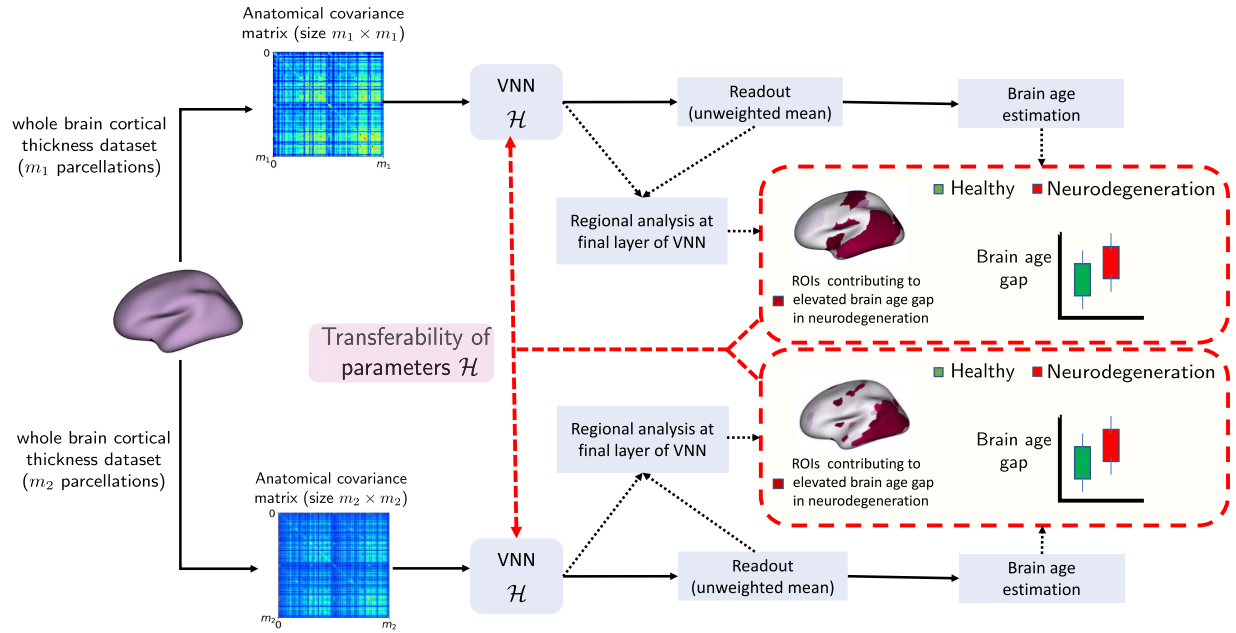 Anatomical covariance
matrix (size m₁ × m₁)
0
m₁
0
m₁
whole brain cortical
thickness dataset
(m₁ parcellations)
VNN
ℋ
Readout
(unweighted mean)
Brain age
estimation
Regional analysis at
final layer of VNN
Healthy
Neurodegeneration
Brain age
gap
ROIs contributing to
elevated brain age gap
in neurodegeneration
Transferability of
parameters ℋ
whole brain cortical
thickness dataset
(m₂ parcellations)
Anatomical covariance
matrix (size m₂ × m₂)
0
m₂
0
m₂
VNN
ℋ
Regional analysis at
final layer of VNN
Readout
(unweighted mean)
Brain age
estimation
Healthy
Neurodegeneration
Brain age
gap
ROIs contributing to
elevated brain age gap
in neurodegeneration